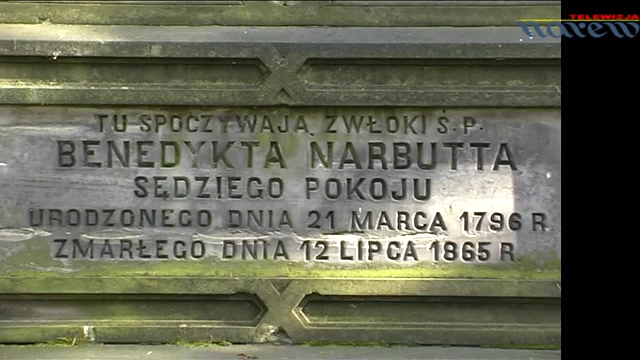 TELEWIZJA
narew
TU SPOCZYWAJĄ ZWŁOKI Ś.P.
BENEDYKTA NARBUTTA
SĘDZIEGO POKOJU
URODZONEGO DNIA 21 MARCA 1796 R
ZMARŁEGO DNIA 12 LIPCA 1865 R.